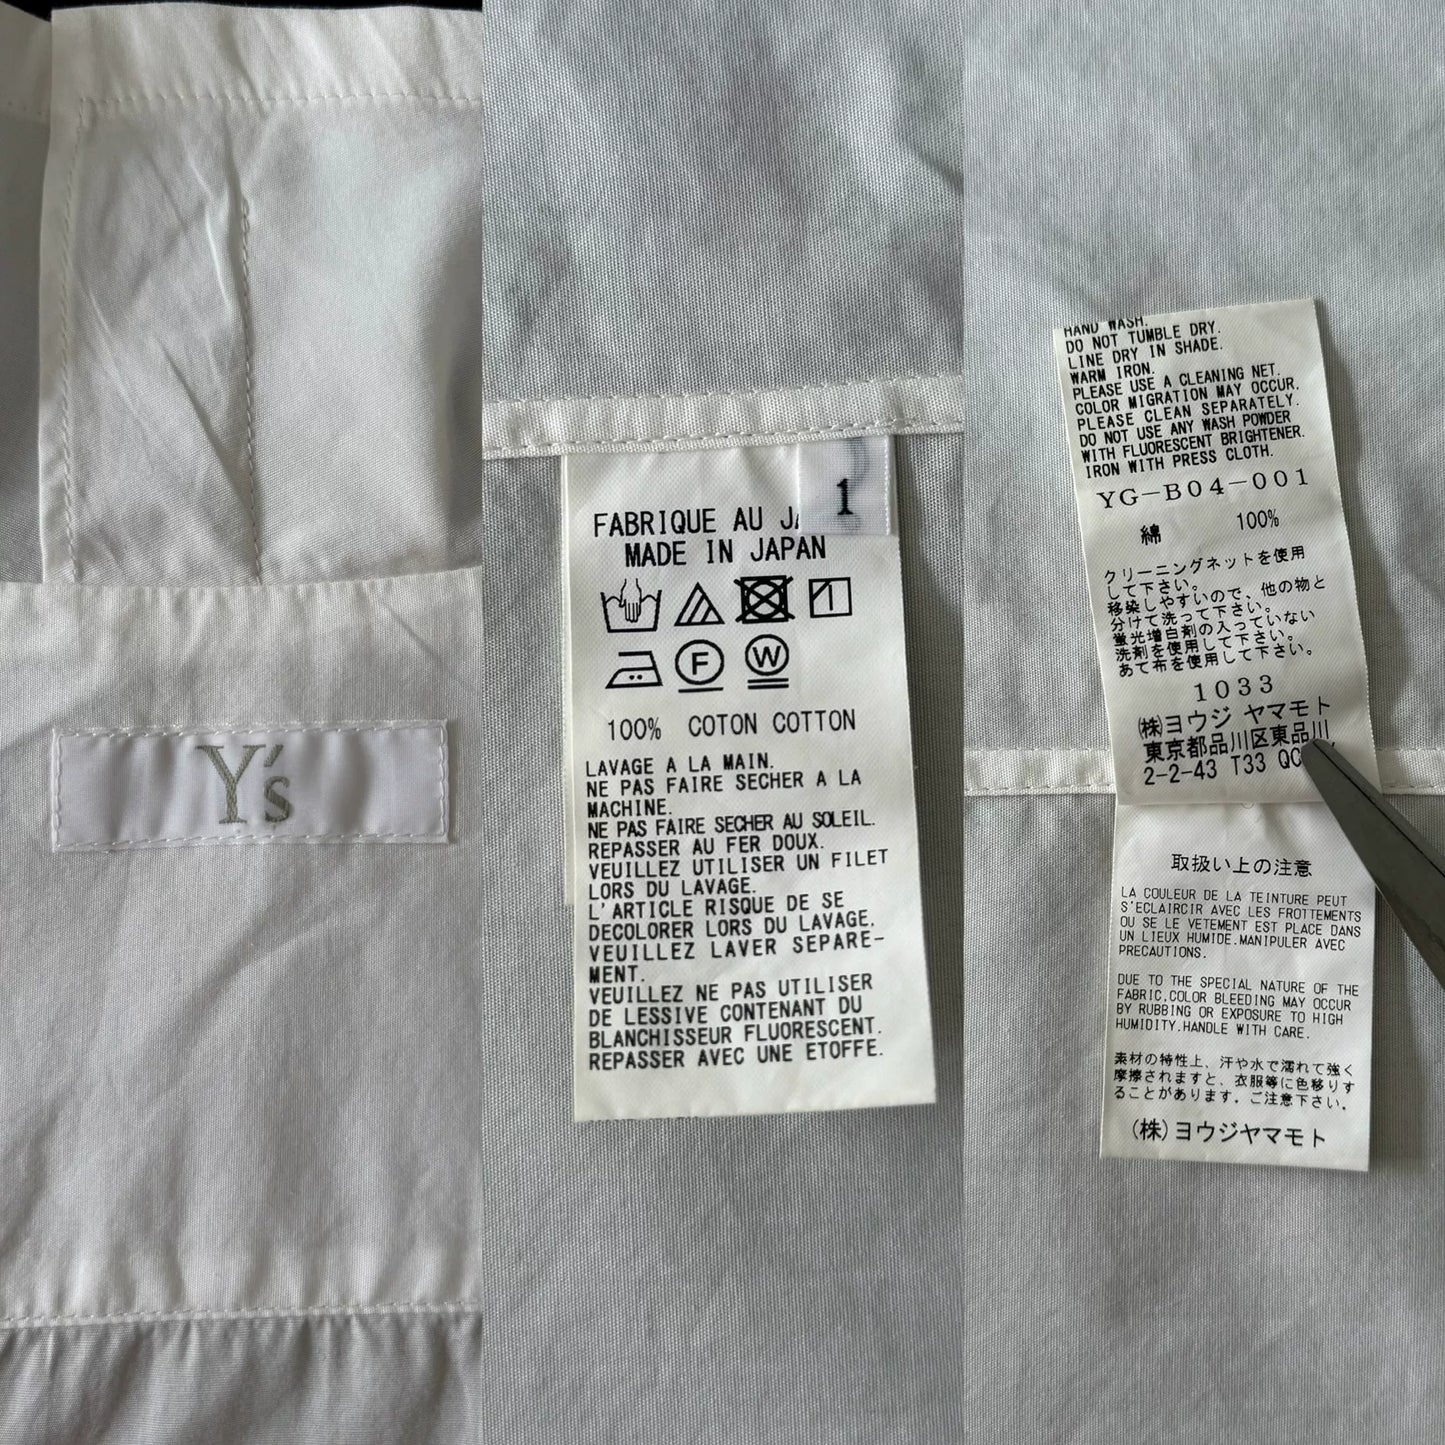 Y's
1
FABRIQUE AU
MADE IN JAPAN
F W
100% COTON COTTON
LAVAGE A LA MAIN.
NE PAS FAIRE SECHER A LA
MACHINE.
NE PAS FAIRE SECHER AU SOLEIL.
REPASSER AU FER DOUX.
VEUILLEZ UTILISER UN FILET
LORS DU LAVAGE.
L'ARTICLE RISQUE DE SE
DECOLORER LORS DU LAVAGE.
VEUILLEZ LAVER SEPARE-
MENT.
VEUILLEZ NE PAS UTILISER
DE LESSIVE CONTENANT DU
BLANCHISSEUR FLUORESCENT.
REPASSER AVEC UNE ETOFFE.
HAND WASH.
DO NOT TUMBLE DRY.
LINE DRY IN SHADE.
WARM IRON.
PLEASE USE A CLEANING NET.
COLOR MIGRATION MAY OCCUR.
PLEASE CLEAN SEPARATELY.
DO NOT USE ANY WASH POWDER
WITH FLUORESCENT BRIGHTENER.
IRON WITH PRESS CLOTH.
YG-B04-001
綿 100%
クリーニングネットを使用
して下さい。
移染しやすいので、他の物と
分けて洗って下さい。
蛍光増白剤の入っていない
洗剤を使用して下さい。
あて布を使用して下さい。
1033
(株)ヨウジ ヤマモト
東京都品川区東品川
2-2-43 T33 QC
取扱い上の注意
LA COULEUR DE LA TEINTURE PEUT
S'ECLAIRCIR AVEC LES FROTTEMENTS
OU SE LE VETEMENT EST PLACE DANS
UN LIEUX HUMIDE.MANIPULER AVEC
PRECAUTIONS.
DUE TO THE SPECIAL NATURE OF THE
FABRIC,COLOR BLEEDING MAY OCCUR
BY RUBBING OR EXPOSURE TO HIGH
HUMIDITY.HANDLE WITH CARE.
素材の特性上、汗や水で濡れて強く
摩擦されますと、衣服等に色移りす
ることがあります。ご注意下さい。
(株)ヨウジヤマモト